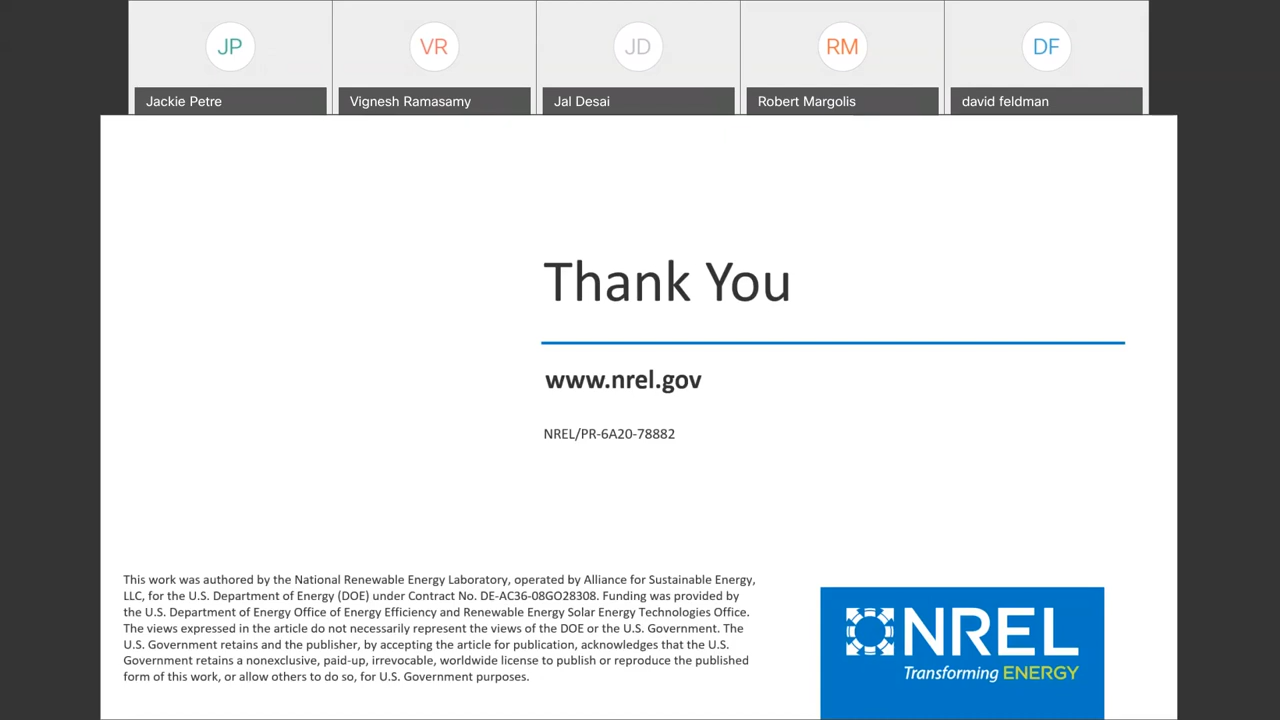 JP
VR
JD
RM
DF
Jackie Petre
Vignesh Ramasamy
Jal Desai
Robert Margolis
david feldman
Thank You
www.nrel.gov
NREL/PR-6A20-78882
This work was authored by the National Renewable Energy Laboratory, operated by Alliance for Sustainable Energy,
LLC, for the U.S. Department of Energy (DOE) under Contract No. DE-AC36-08GO28308. Funding was provided by
the U.S. Department of Energy Office of Energy Efficiency and Renewable Energy Solar Energy Technologies Office.
The views expressed in the article do not necessarily represent the views of the DOE or the U.S. Government. The
U.S. Government retains and the publisher, by accepting the article for publication, acknowledges that the U.S.
Government retains a nonexclusive, paid-up, irrevocable, worldwide license to publish or reproduce the published
form of this work, or allow others to do so, for U.S. Government purposes.
NREL
Transforming ENERGY